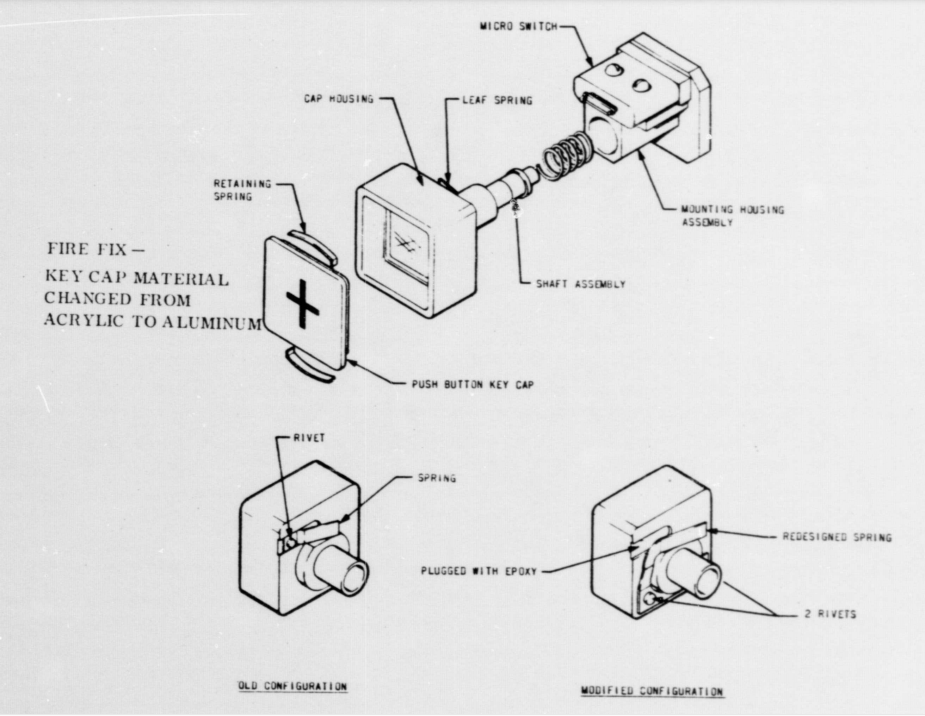 MICRO SWITCH
CAP HOUSING
LEAF SPRING
RETAINING
SPRING
MOUNTING HOUSING
ASSEMBLY
FIRE FIX—
KEY CAP MATERIAL
CHANGED FROM
ACRYLIC TO ALUMINUM
SHAFT ASSEMBLY
+
PUSH BUTTON KEY CAP
RIVET
SPRING
REDESIGNED SPRING
PLUGGED WITH EPOXY
2 RIVETS
OLD CONFIGURATION
MODIFIED CONFIGURATION